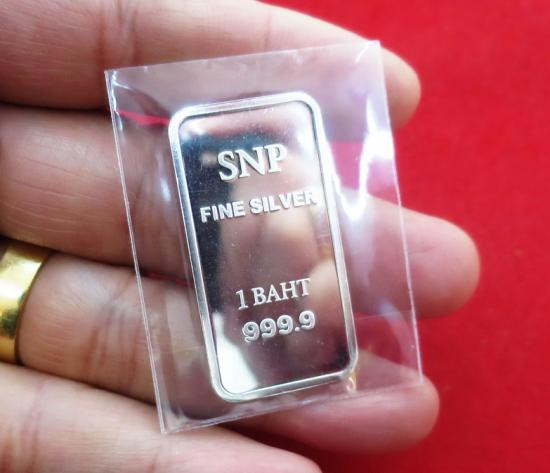 SNP
FINE SILVER
1 BAHT
999.9